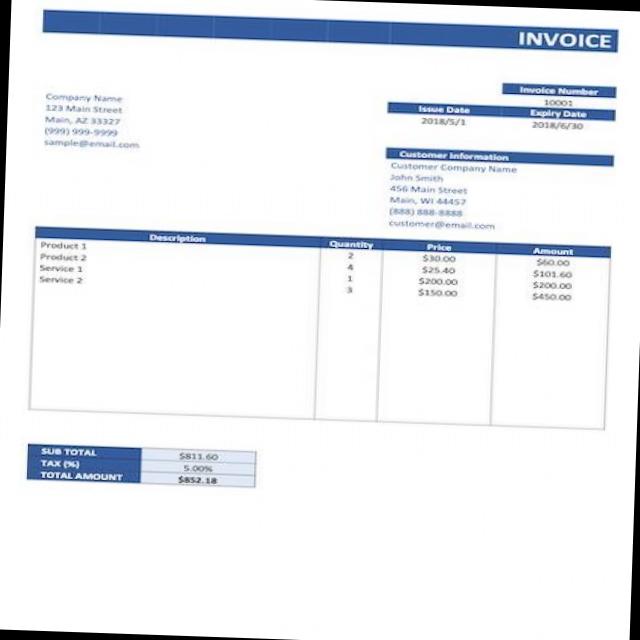 INVOICE
Invoice Number
10001
Issue Date Expiry Date
2018/5/1 2018/6/30
Company Name
123 Main Street
Main, AZ 33327
(999) 999-9999
sample@email.com
Customer Information
Customer Company Name
John Smith
456 Main Street
Main, WI 44457
(888) 888-8888
customer@email.com
Description Quantity Price Amount
Product 1 2 $30.00 $60.00
Product 2 4 $25.40 $101.60
Service 1 1 $200.00 $200.00
Service 2 3 $150.00 $450.00
SUB TOTAL $811.60
TAX (%) 5.00%
TOTAL AMOUNT $852.18